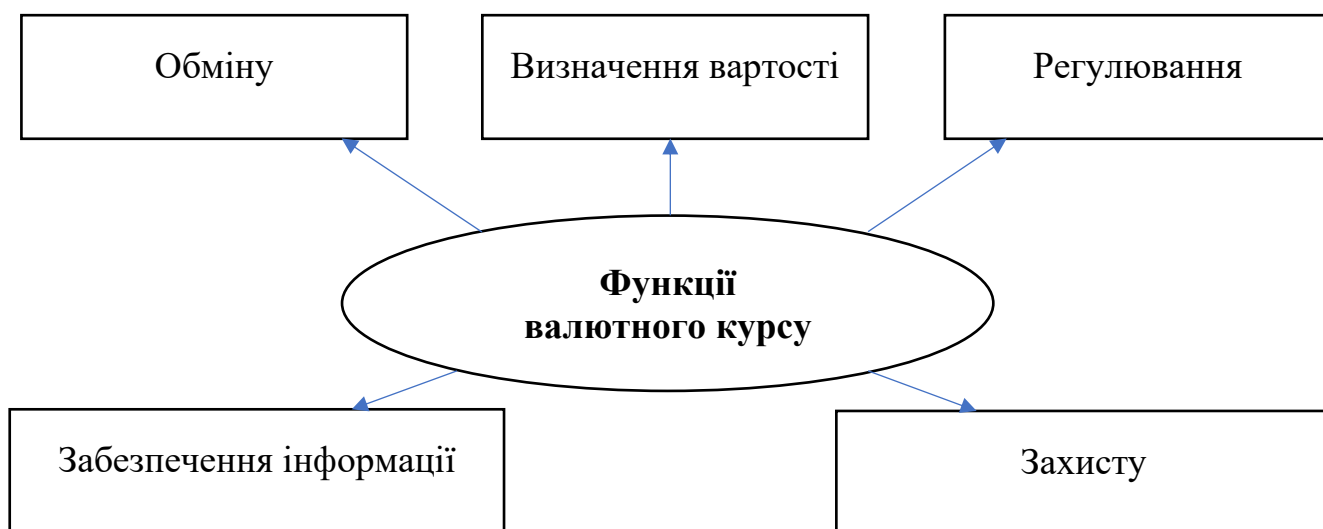 Обміну
Визначення вартості
Регулювання
Функції
валютного курсу
Забезпечення інформації
Захисту